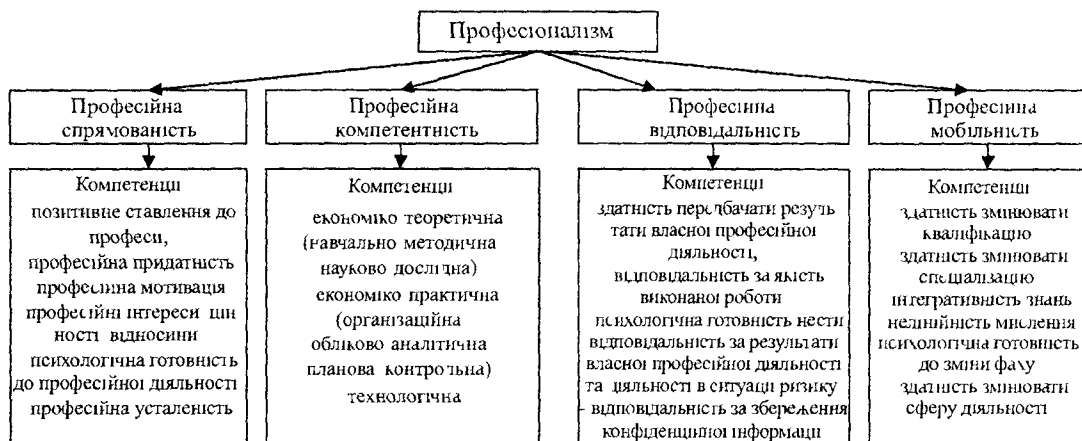 Професіоналізм
Професійна
спрямованість
Професійна
компетентність
Професійна
відповідальність
Професійна
мобільність
Компетенції
позитивне ставлення до
професи,
професійна придатність
професійна мотивація
професійні інтереси цін
ності відносини
психологічна готовність
до професійної діяльності
професійна усталеність
Компетенції
економіко теоретична
(навчально методична
науково дослідна)
економіко практична
(організаційна
обліково аналітична
планова контрольна)
технологічна
Компетенції
здатність передбачати резуль
тати власної професійної
діяльності,
відповідальність за якість
виконаної роботи
психологічна готовність нести
відповідальність за результати
власної професійної діяльності
та діяльності в ситуації ризику
- відповідальність за збереження
конфіденційної інформації
Компетенції
здатність змінювати
кваліфікацію
здатність змінювати
спеціалізацію
інтегративність знань
нелінійність мислення
психологічна готовність
до зміни фаху
здатність змінювати
сферу діяльності